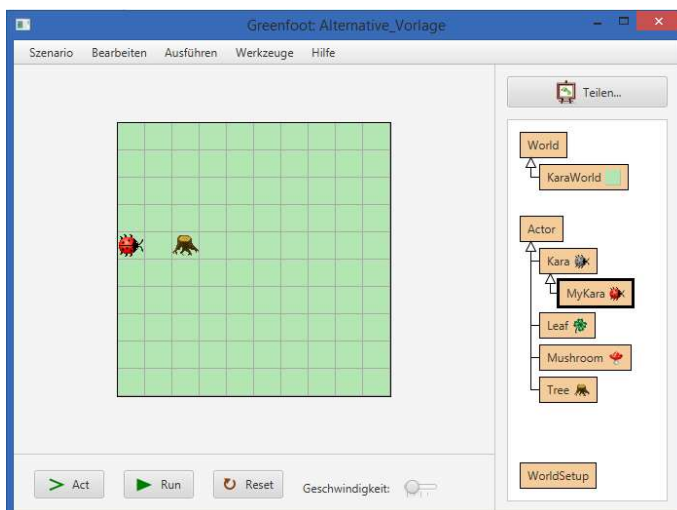 Greenfoot: Alternative_Vorlage
Szenario Bearbeiten Ausführen Werkzeuge Hilfe
Teilen...
World
KaraWorld
Actor
Kara
MyKara
Leaf
Mushroom
Tree
WorldSetup
Act Run Reset Geschwindigkeit: